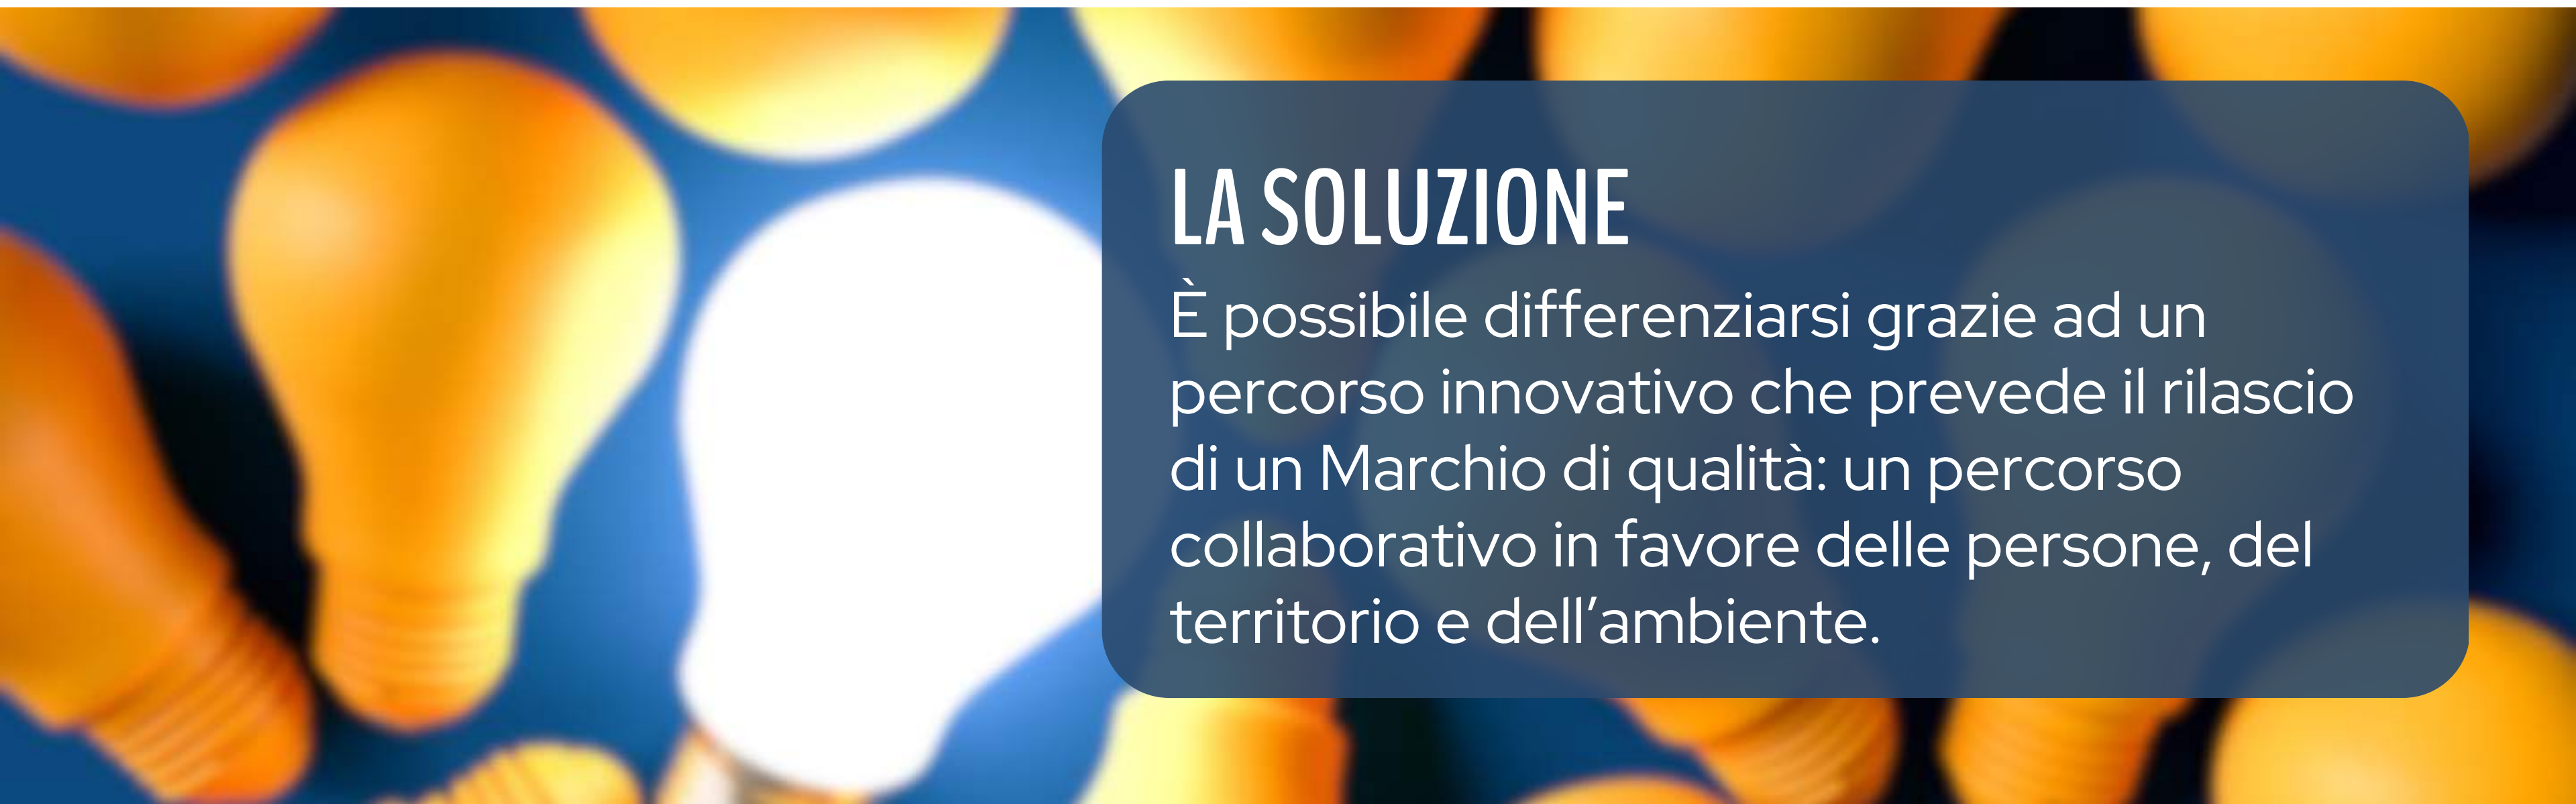 LA SOLUZIONE
È possibile differenziarsi grazie ad un
percorso innovativo che prevede il rilascio
di un Marchio di qualità: un percorso
collaborativo in favore delle persone, del
territorio e dell’ambiente.